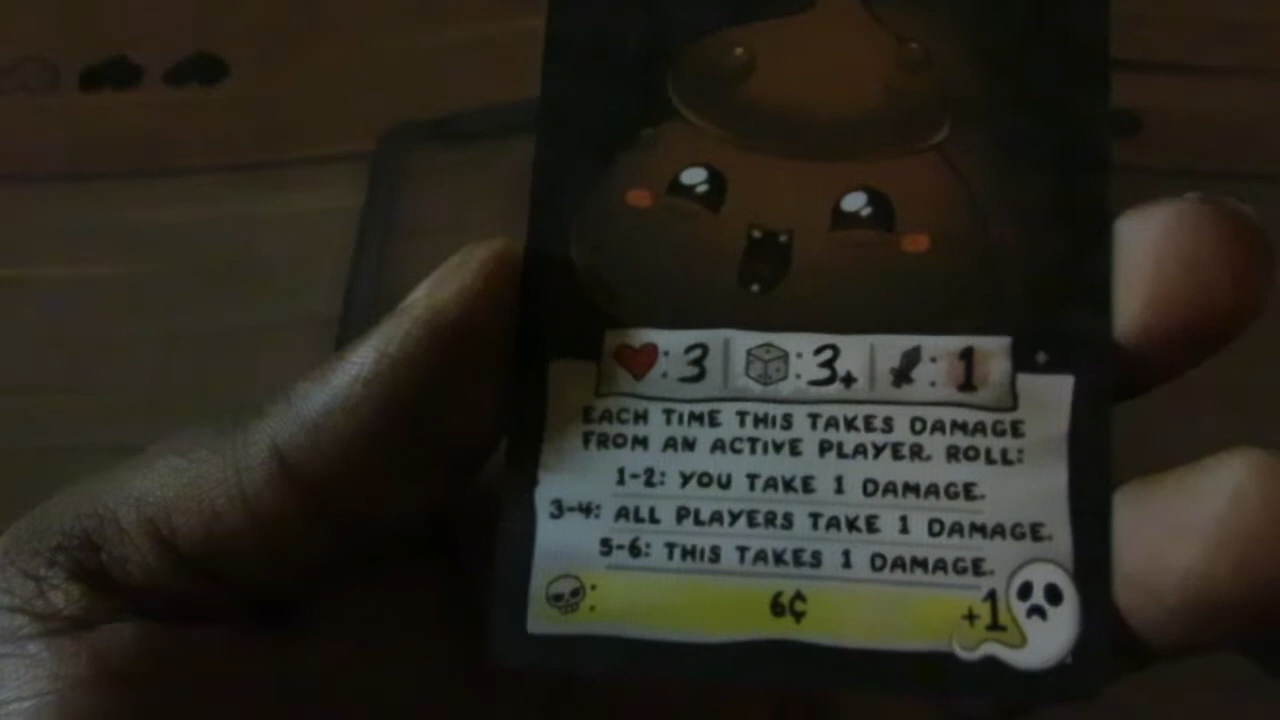 :3 :3+ :1
EACH TIME THIS TAKES DAMAGE
FROM AN ACTIVE PLAYER, ROLL:
1-2: YOU TAKE 1 DAMAGE.
3-4: ALL PLAYERS TAKE 1 DAMAGE.
5-6: THIS TAKES 1 DAMAGE.
: 6¢ +1